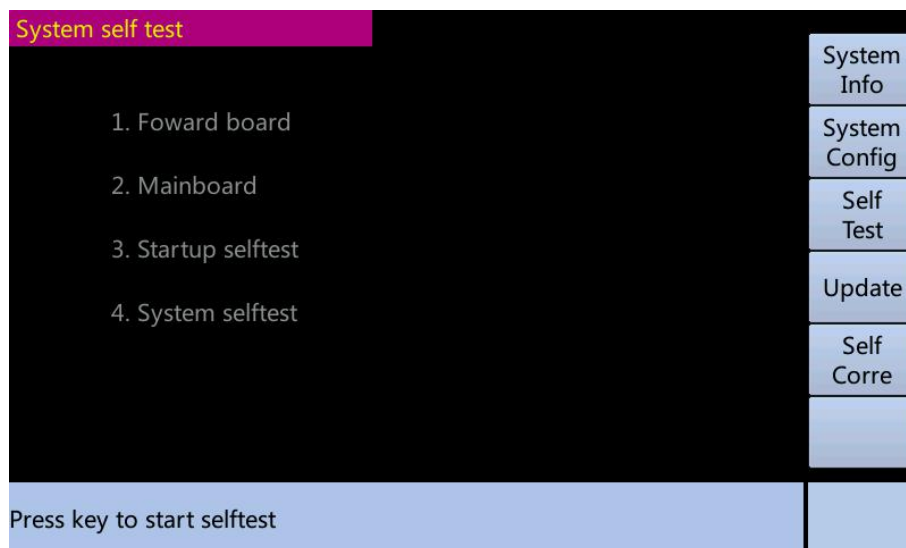 System self test
1. Foward board
2. Mainboard
3. Startup selftest
4. System selftest
System
Info
System
Config
Self
Test
Update
Self
Corre
Press key to start selftest